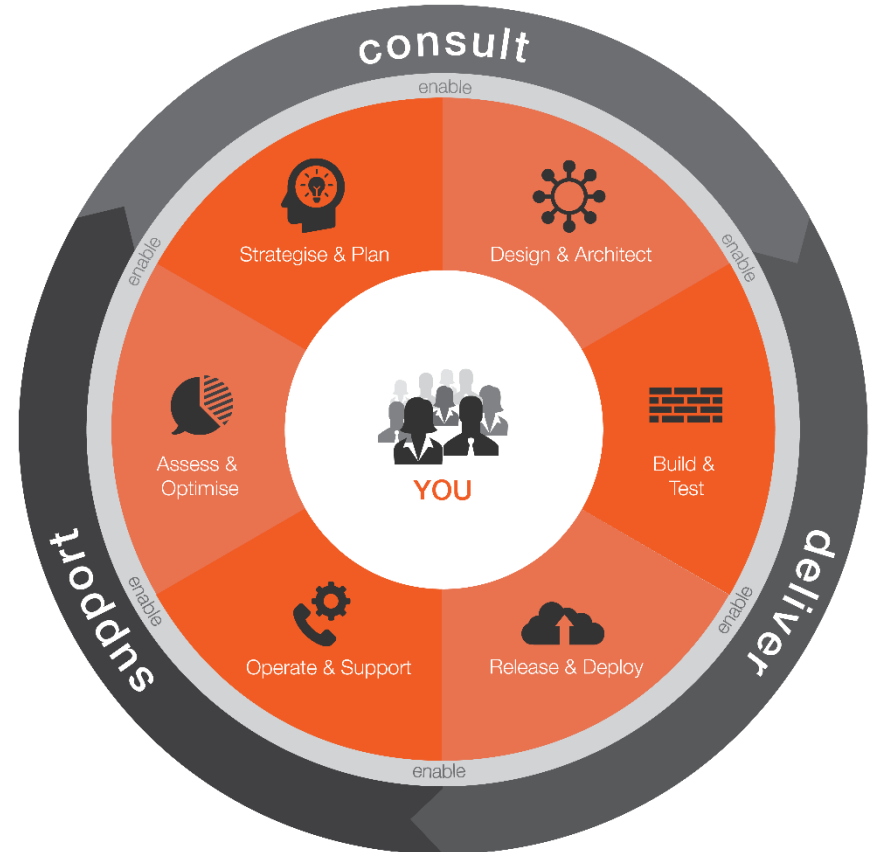 consult
enable
Strategise & Plan
Design & Architect
enable
enable
Assess &
Optimise
YOU
Build &
Test
support
deliver
enable
enable
Operate & Support
Release & Deploy
enable